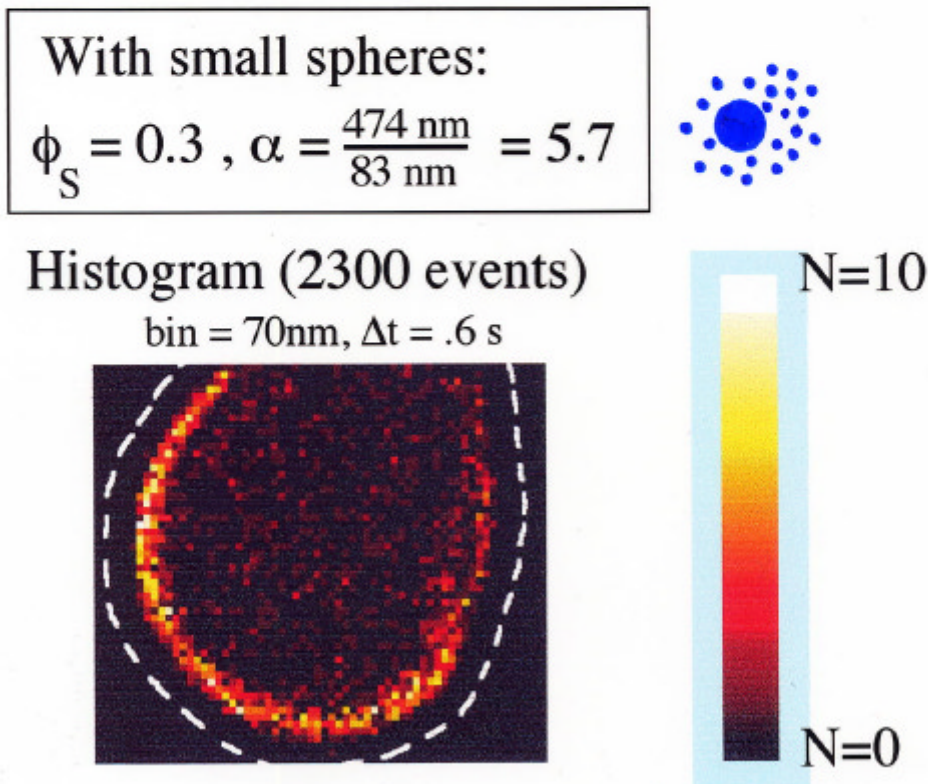 With small spheres:
ϕ_S = 0.3 , α = 474 nm / 83 nm = 5.7
Histogram (2300 events)
bin = 70nm, Δt = .6 s
N=10
N=0